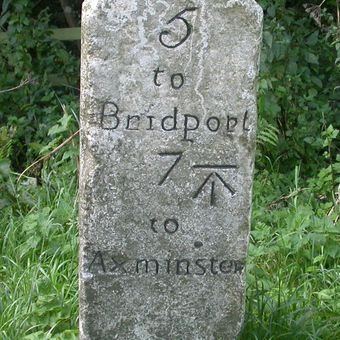 5
to
Bridport
7
to
Axminster